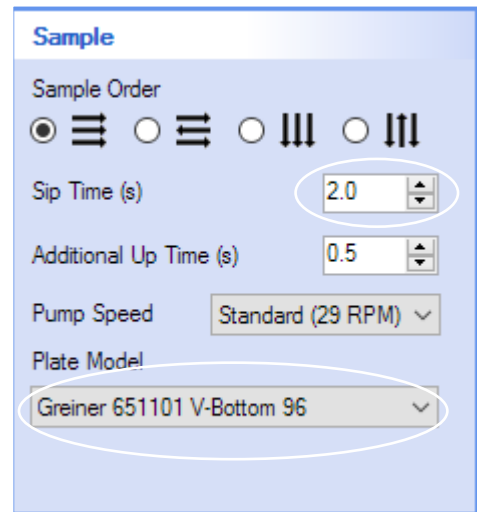 Sample
Sample Order
Sip Time (s) 2.0
Additional Up Time (s) 0.5
Pump Speed Standard (29 RPM)
Plate Model
Greiner 651101 V-Bottom 96